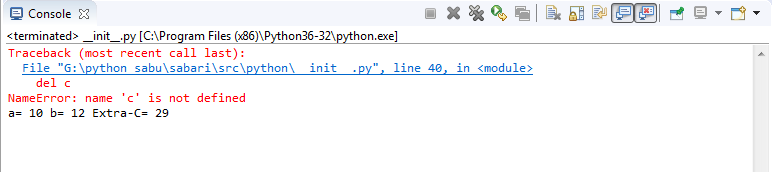 Console
<terminated> __init__.py [C:\Program Files (x86)\Python36-32\python.exe]
Traceback (most recent call last):
File "G:\python sabu\sabari\src\python\__init__.py", line 40, in <module>
del c
NameError: name 'c' is not defined
a= 10 b= 12 Extra-C= 29